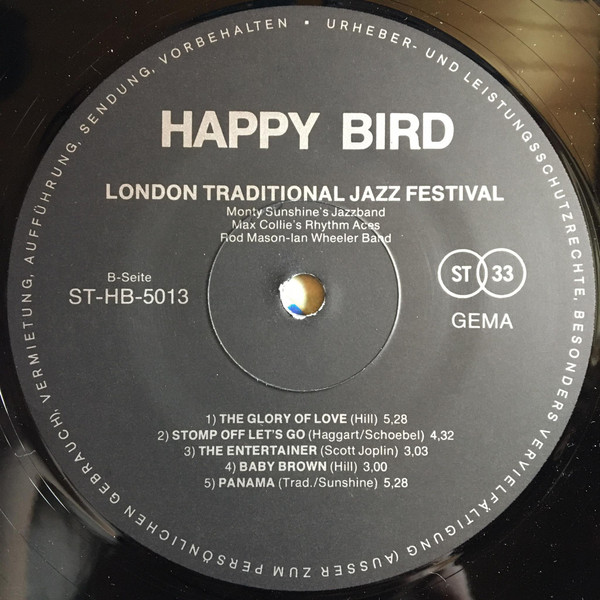 URHEBER- UND LEISTUNGSSCHUTZRECHTE, BESONDERS VERVIELFÄLTIGUNG (AUSSER ZUM PERSÖNLICHEN GEBRAUCH), VERMIETUNG, AUFFÜHRUNG, SENDUNG, VORBEHALTEN •
HAPPY BIRD
LONDON TRADITIONAL JAZZ FESTIVAL
Monty Sunshine's Jazzband
Max Collie's Rhythm Aces
Rod Mason-Ian Wheeler Band
B-Seite
ST-HB-5013
ST 33
GEMA
1) THE GLORY OF LOVE (Hill) 5,28
2) STOMP OFF LET'S GO (Haggart/Schoebel) 4,32
3) THE ENTERTAINER (Scott Joplin) 3,03
4) BABY BROWN (Hill) 3,00
5) PANAMA (Trad./Sunshine) 5,28